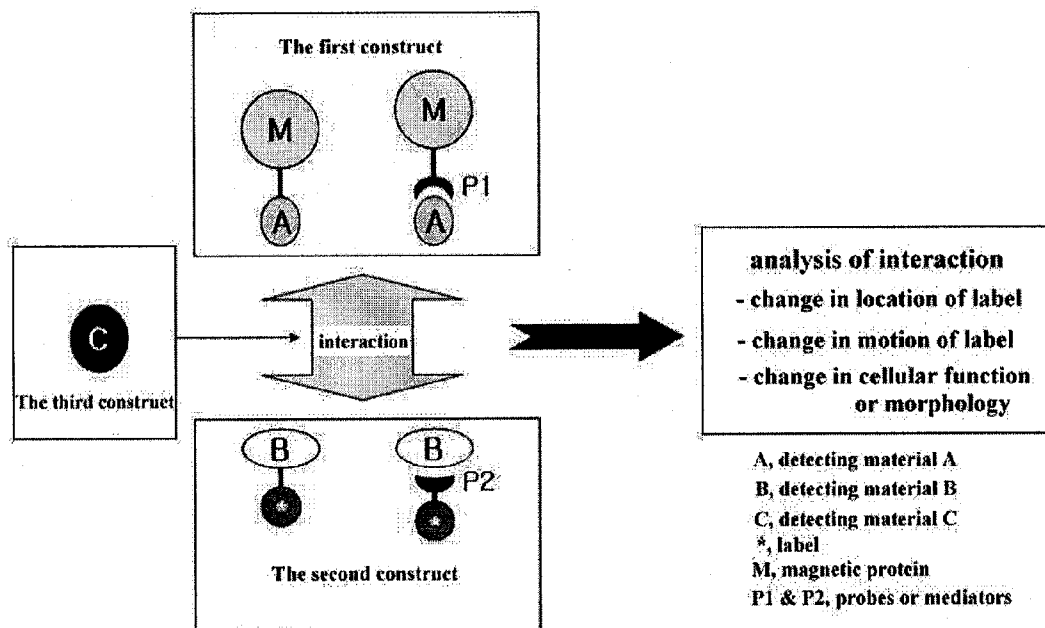 The first construct
M
M
P1
A
A
C
The third construct
interaction
B
B
P2
*
*
The second construct
analysis of interaction
- change in location of label
- change in motion of label
- change in cellular function
or morphology
A, detecting material A
B, detecting material B
C, detecting material C
*, label
M, magnetic protein
P1 & P2, probes or mediators